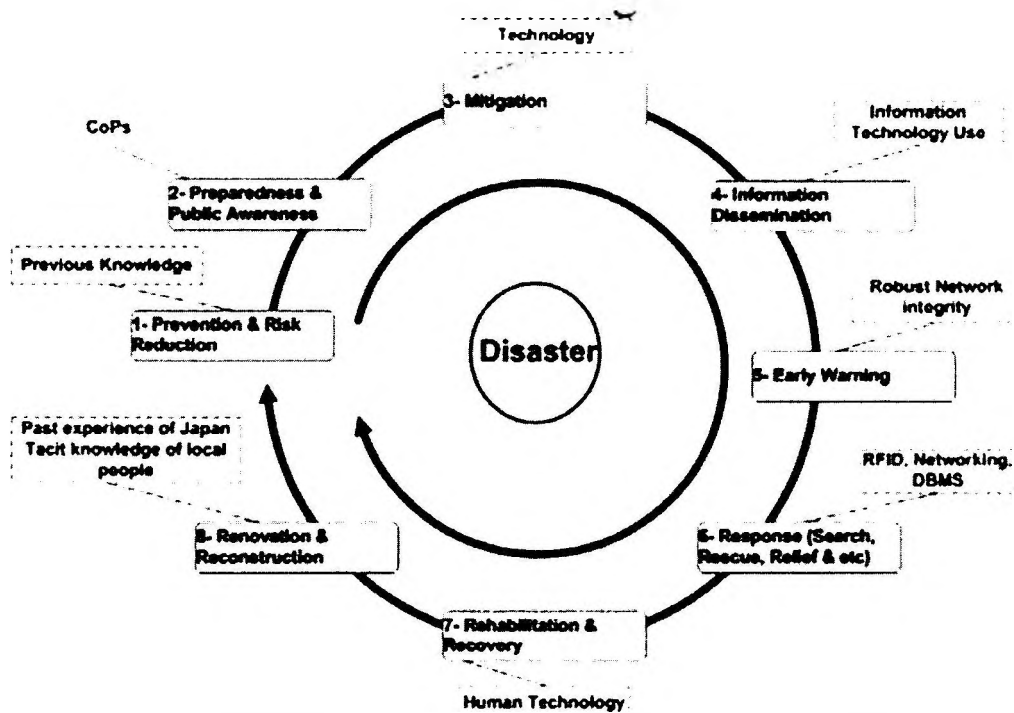 Technology
3- Mitigation
CoPs
Information
Technology Use
2- Preparedness &
Public Awareness
4- Information
Dissemination
Previous Knowledge
Robust Network
integrity
1- Prevention & Risk
Reduction
Disaster
5- Early Warning
Past experience of Japan
Tacit knowledge of local
people
RFID, Networking,
DBMS
8- Renovation &
Reconstruction
6- Response (Search,
Rescue, Relief & etc)
7- Rehabilitation &
Recovery
Human Technology